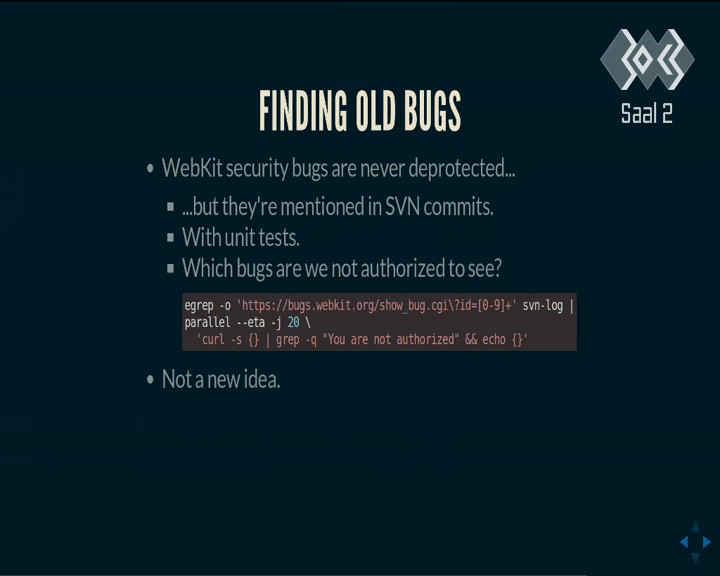 Saal 2
FINDING OLD BUGS
• WebKit security bugs are never deprotected...
▪ ...but they're mentioned in SVN commits.
▪ With unit tests.
▪ Which bugs are we not authorized to see?
egrep -o 'https://bugs.webkit.org/show_bug.cgi\?id=[0-9]+' svn-log |
parallel --eta -j 20 \
'curl -s {} | grep -q "You are not authorized" && echo {}'
• Not a new idea.